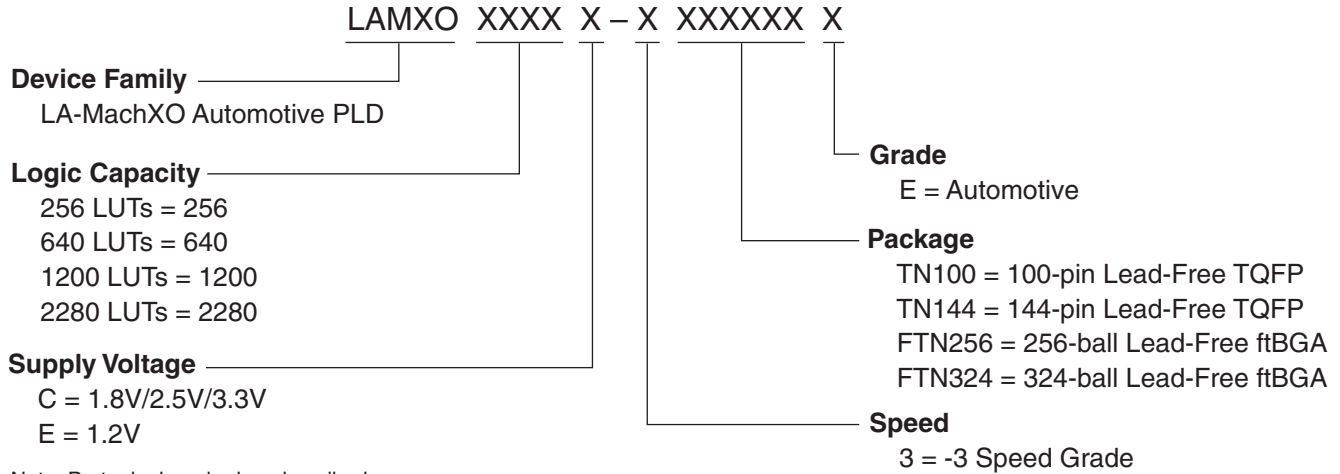 LAMXO XXXX X – X XXXXXX X
Device Family
LA-MachXO Automotive PLD
Logic Capacity
256 LUTs = 256
640 LUTs = 640
1200 LUTs = 1200
2280 LUTs = 2280
Supply Voltage
C = 1.8V/2.5V/3.3V
E = 1.2V
Grade
E = Automotive
Package
TN100 = 100-pin Lead-Free TQFP
TN144 = 144-pin Lead-Free TQFP
FTN256 = 256-ball Lead-Free ftBGA
FTN324 = 324-ball Lead-Free ftBGA
Speed
3 = -3 Speed Grade